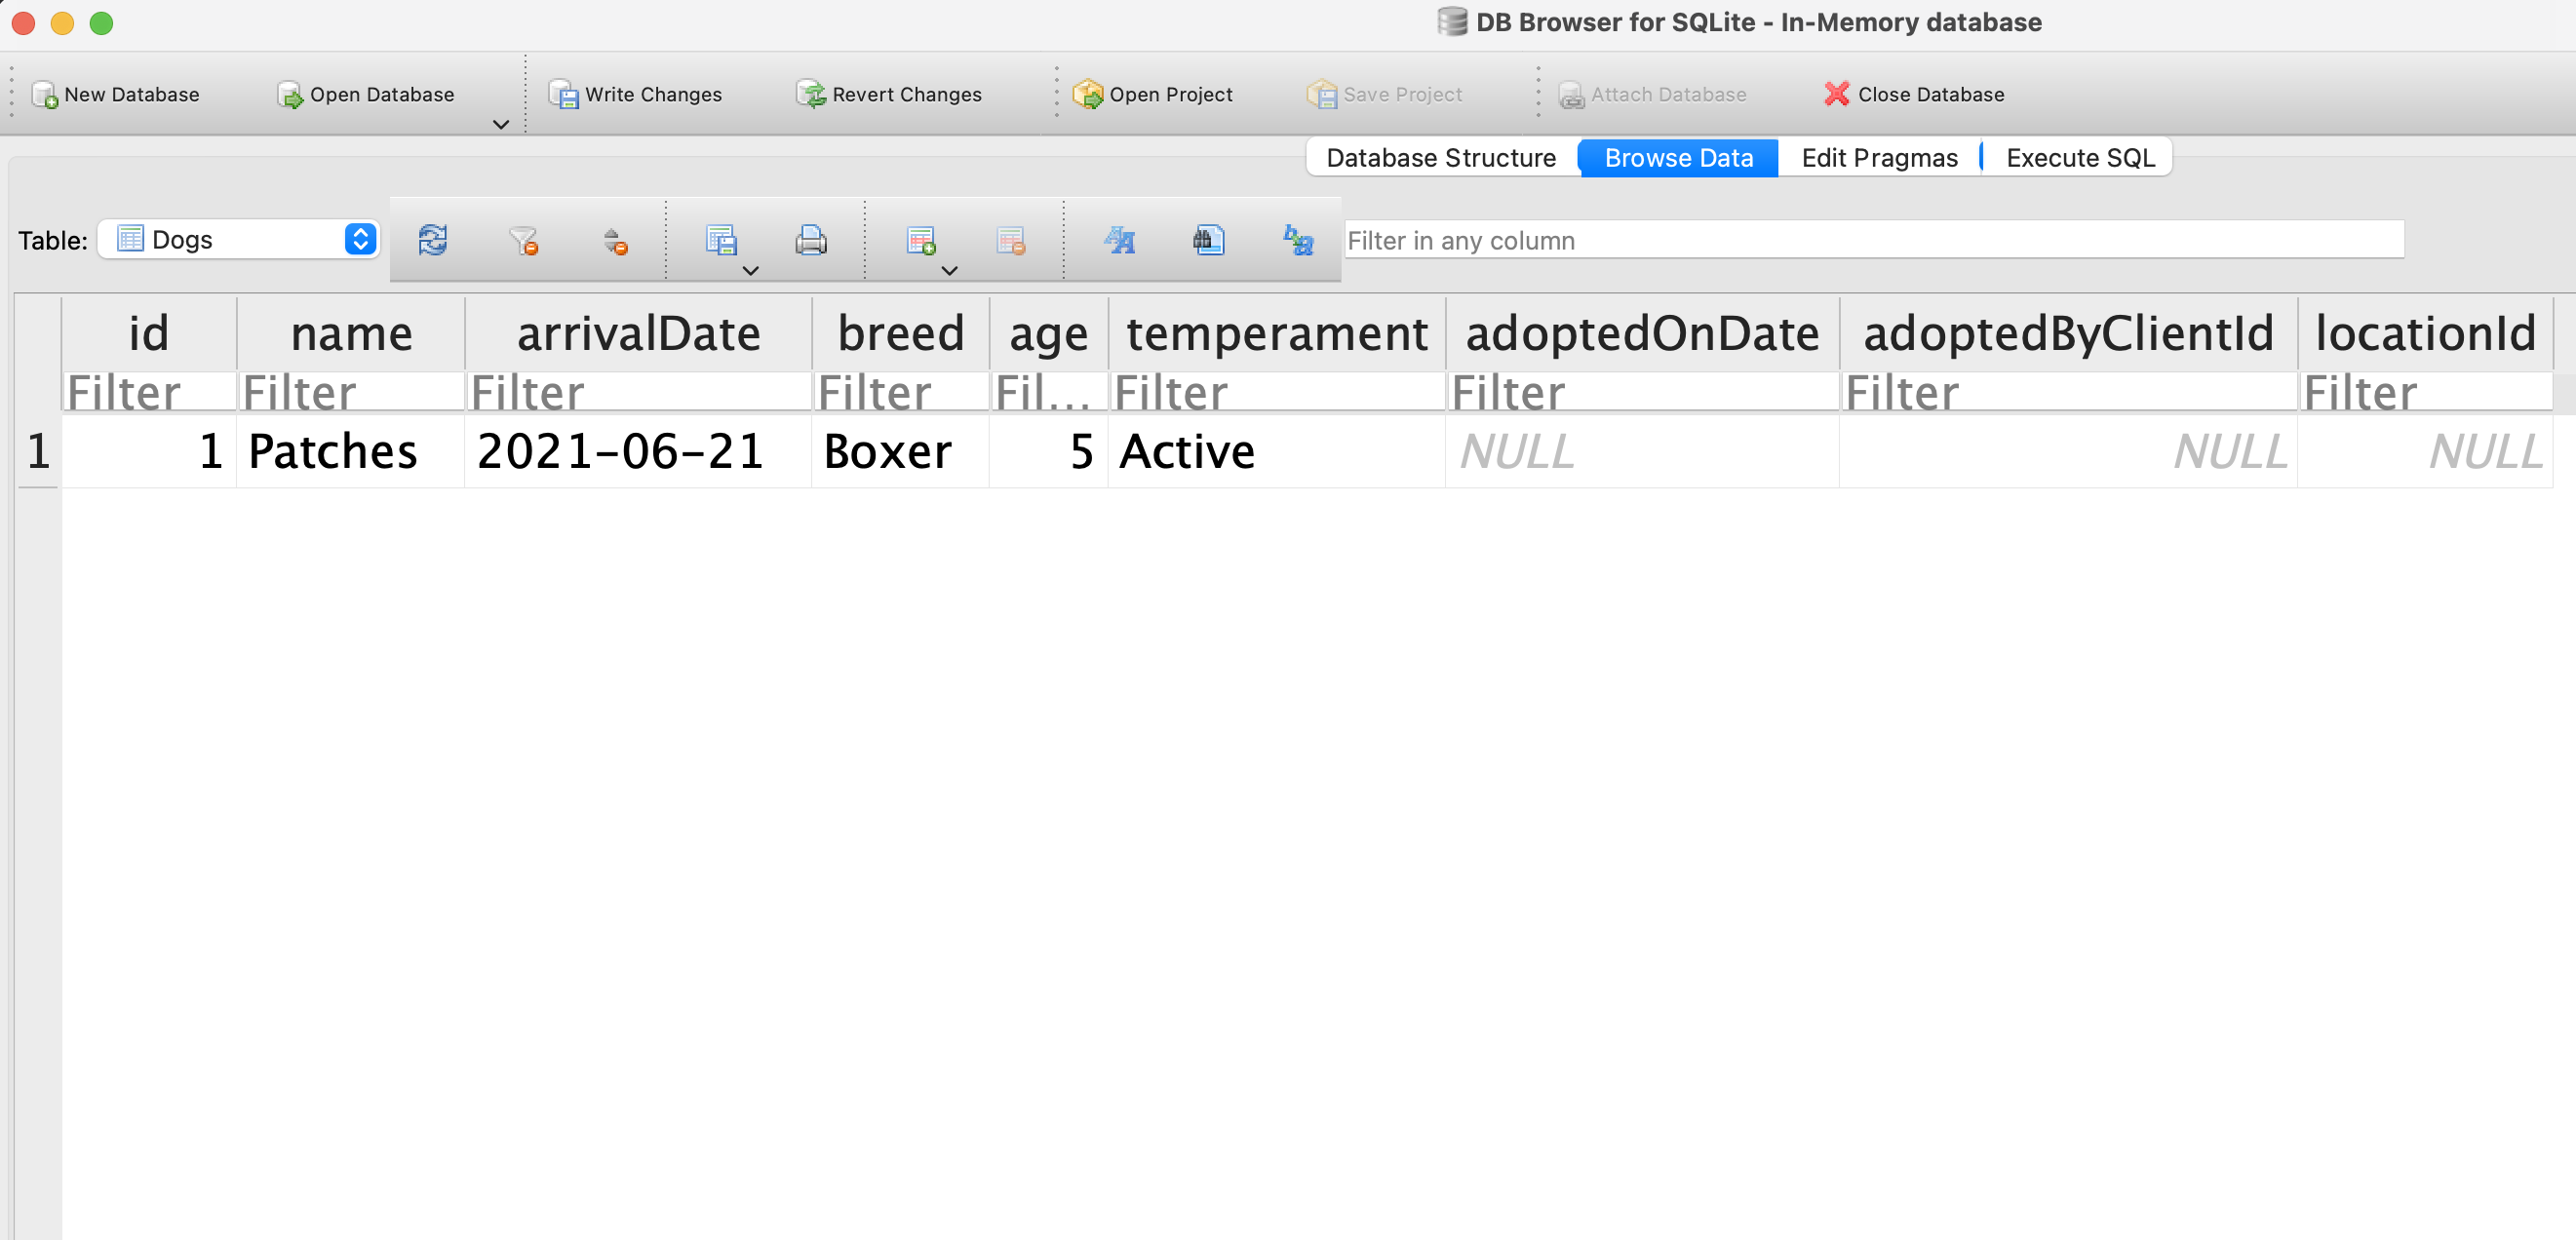 DB Browser for SQLite - In-Memory database
New Database Open Database Write Changes Revert Changes Open Project Save Project Attach Database Close Database
Database Structure Browse Data Edit Pragmas Execute SQL
Table: Dogs Filter in any column
id name arrivalDate breed age temperament adoptedOnDate adoptedByClientId locationId
Filter Filter Filter Filter Fil... Filter Filter Filter Filter
1 1 Patches 2021-06-21 Boxer 5 Active NULL NULL NULL